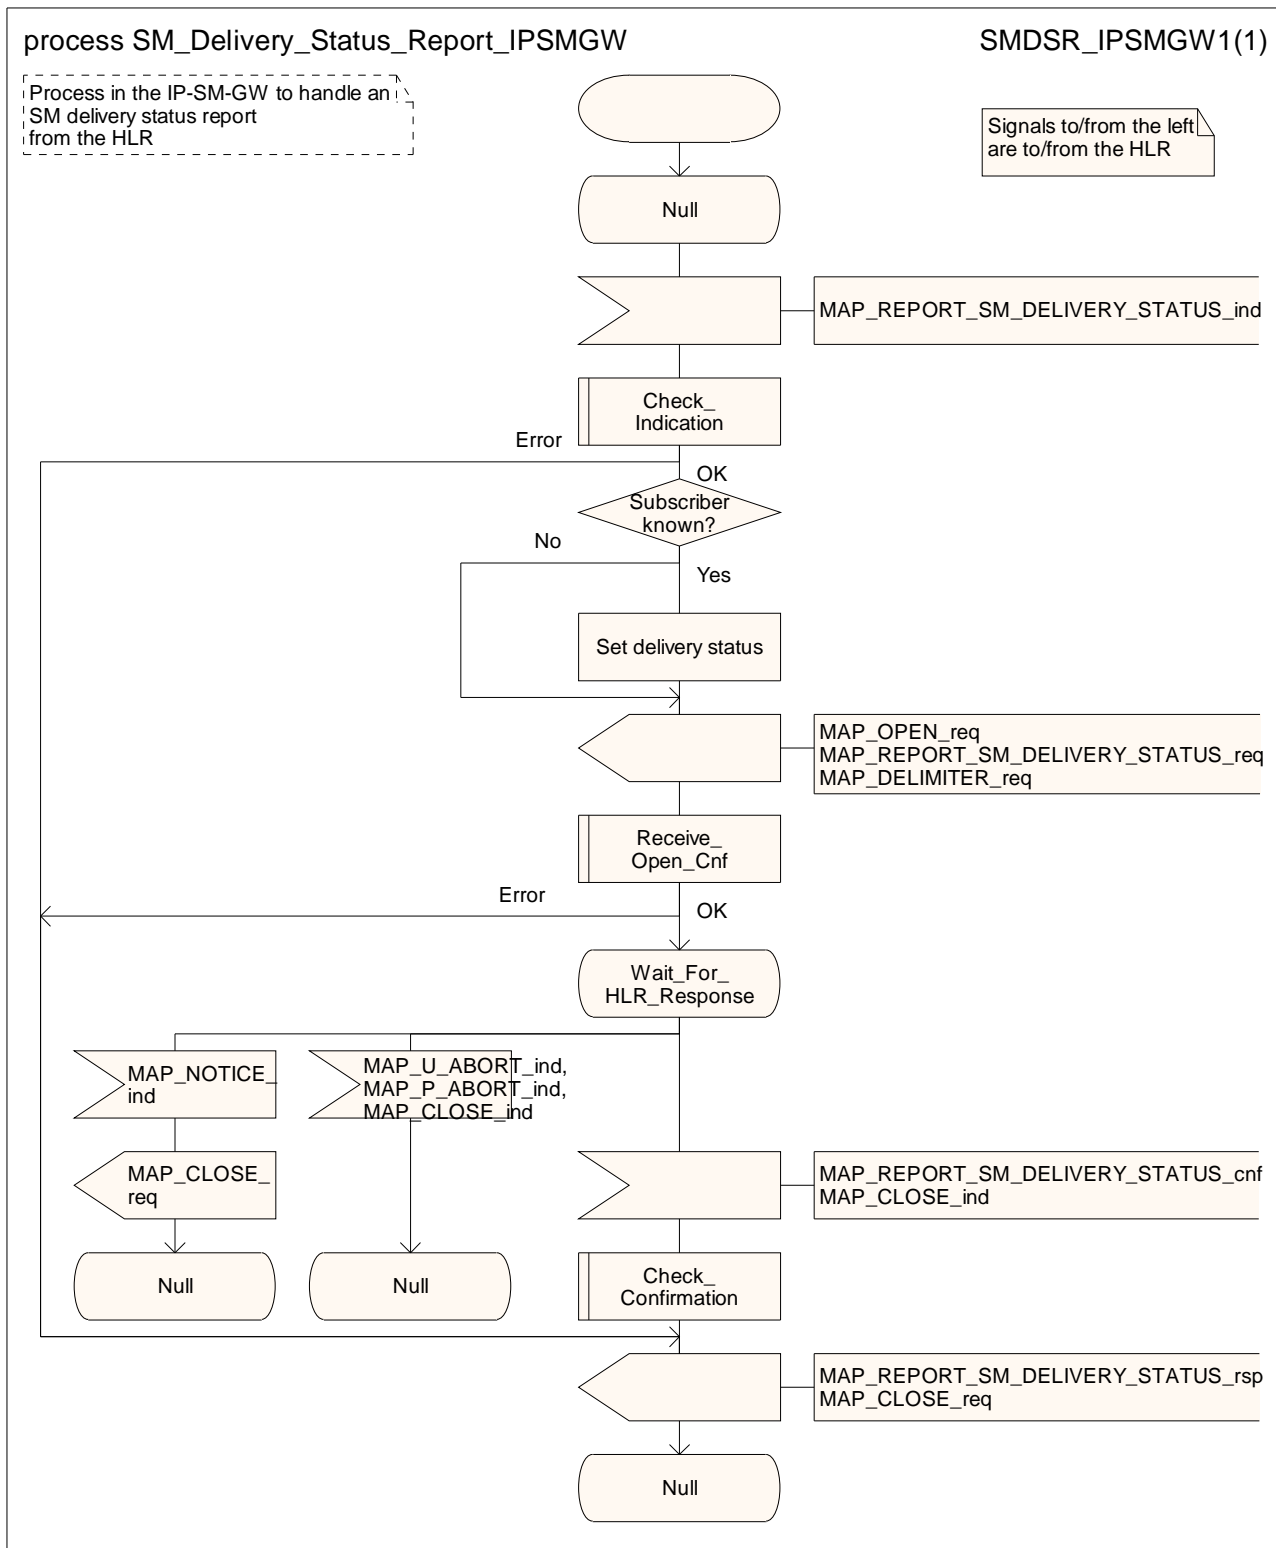 process SM_Delivery_Status_Report_IPSMGW
SMDSR_IPSMGW1(1)
Process in the IP-SM-GW to handle an
SM delivery status report
from the HLR
Signals to/from the left
are to/from the HLR
Null
MAP_REPORT_SM_DELIVERY_STATUS_ind
Check_
Indication
Error
OK
Subscriber
known?
No
Yes
Set delivery status
MAP_OPEN_req
MAP_REPORT_SM_DELIVERY_STATUS_req
MAP_DELIMITER_req
Receive_
Open_Cnf
Error
OK
Wait_For_
HLR_Response
MAP_NOTICE_
ind
MAP_U_ABORT_ind,
MAP_P_ABORT_ind,
MAP_CLOSE_ind
MAP_CLOSE_
req
MAP_REPORT_SM_DELIVERY_STATUS_cnf
MAP_CLOSE_ind
Null
Null
Check_
Confirmation
MAP_REPORT_SM_DELIVERY_STATUS_rsp
MAP_CLOSE_req
Null